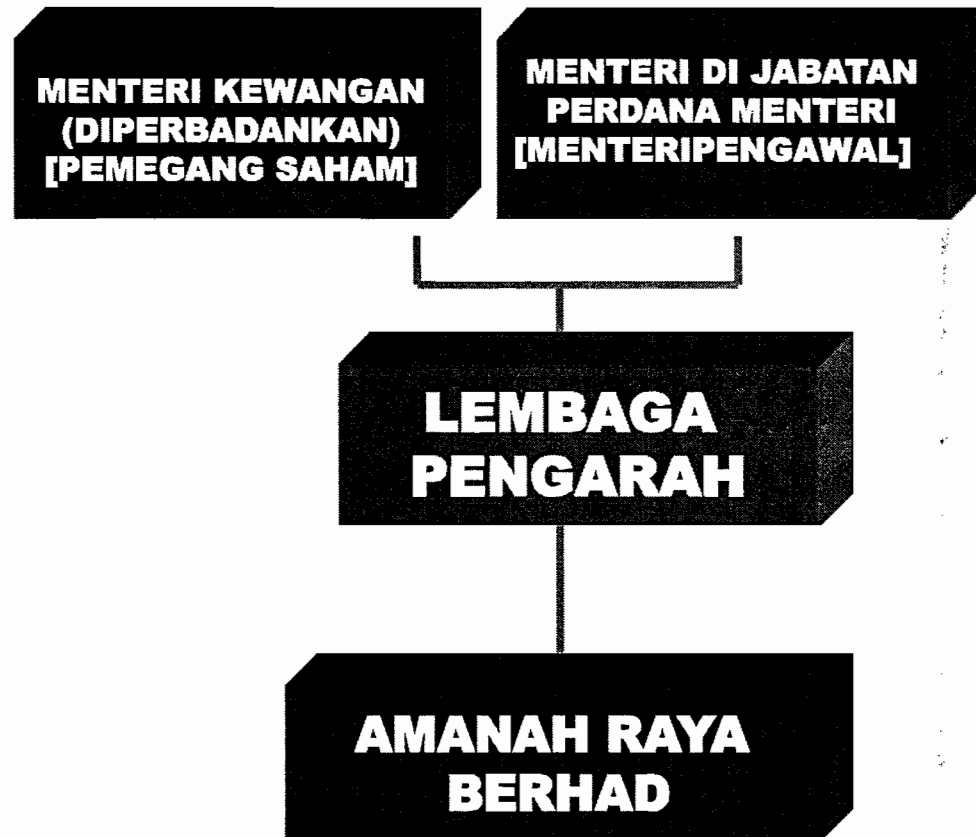 MENTERI KEWANGAN
(DIPERBADANKAN)
[PEMEGANG SAHAM]
MENTERI DI JABATAN
PERDANA MENTERI
[MENTERIPENGAWAL]
LEMBAGA
PENGARAH
AMANAH RAYA
BERHAD